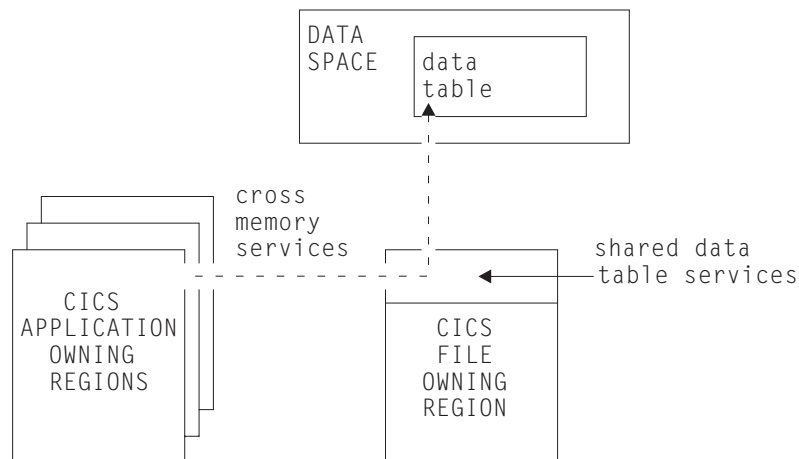 DATA
SPACE
data
table
cross
memory
services
shared data
table services
CICS
APPLICATION
OWNING
REGIONS
CICS
FILE
OWNING
REGION